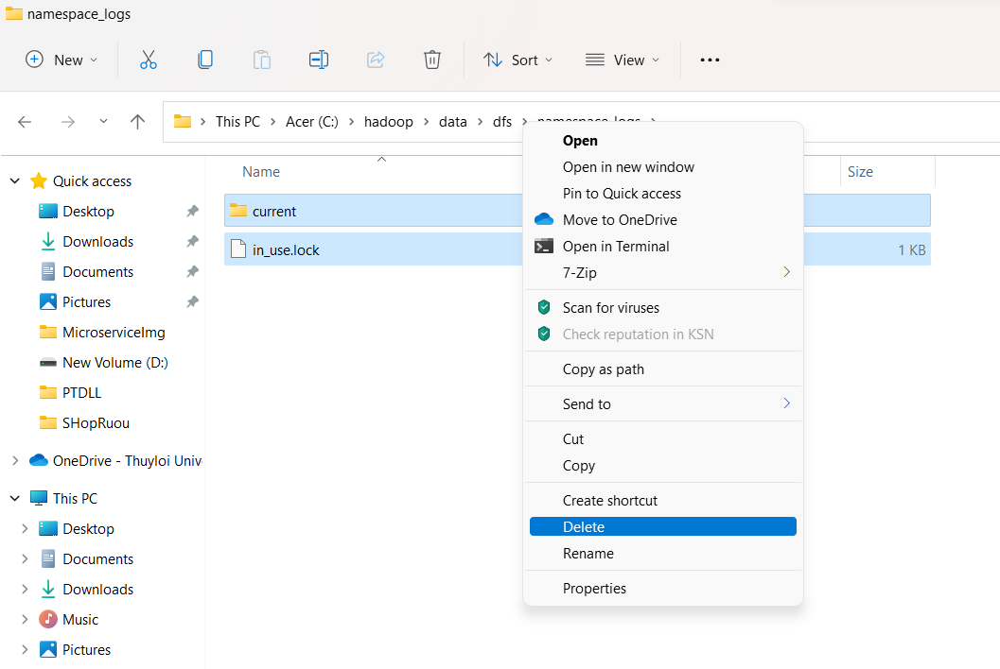 namespace_logs
New
Sort
View
This PC
Acer (C:)
hadoop
data
dfs
namespace_logs
Name
Size
current
in_use.lock
1 KB
Quick access
Desktop
Downloads
Documents
Pictures
MicroserviceImg
New Volume (D:)
PTDLL
SHopRuou
OneDrive - Thuyloi Univ
This PC
Desktop
Documents
Downloads
Music
Pictures
Open
Open in new window
Pin to Quick access
Move to OneDrive
Open in Terminal
7-Zip
Scan for viruses
Check reputation in KSN
Copy as path
Send to
Cut
Copy
Create shortcut
Delete
Rename
Properties